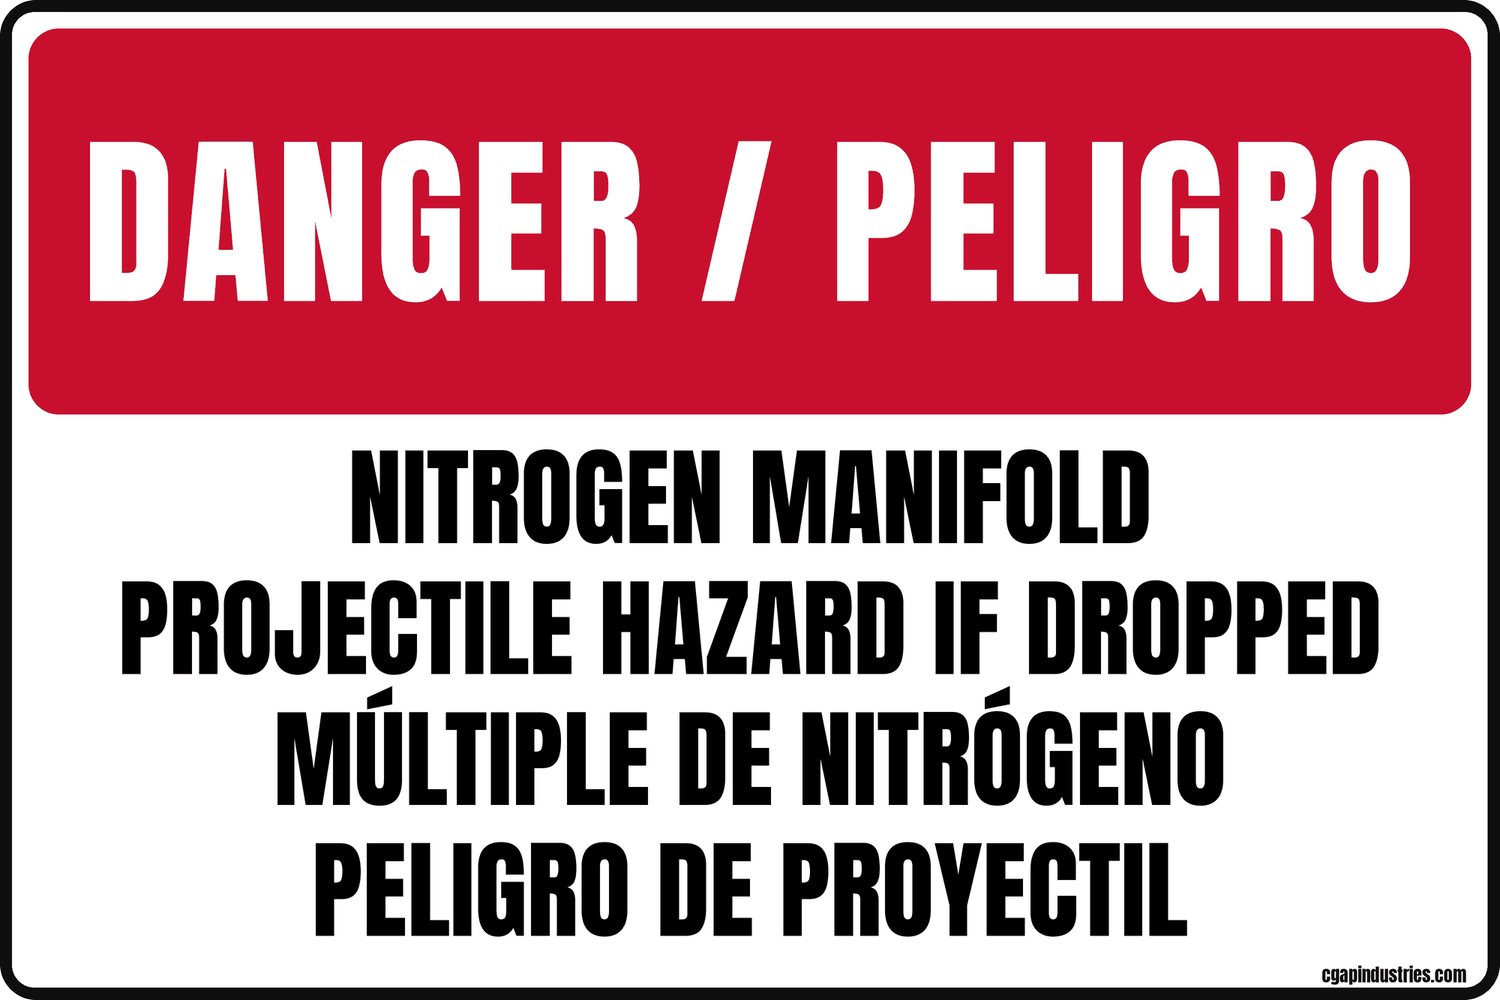 DANGER / PELIGRO
NITROGEN MANIFOLD
PROJECTILE HAZARD IF DROPPED
MÚLTIPLE DE NITRÓGENO
PELIGRO DE PROYECTIL
cgapindustries.com